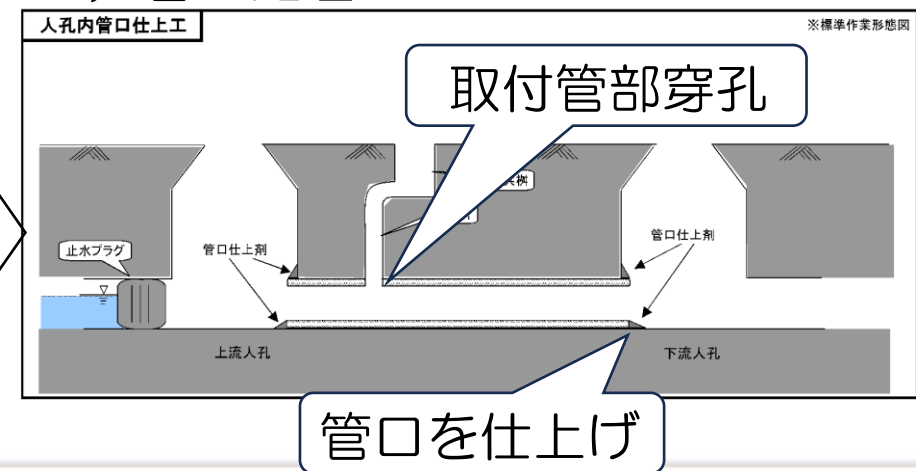 人孔内管口仕上工
※標準作業形態図
取付管部穿孔
止水プラグ
管口仕上剤
管口仕上剤
上流人孔
下流人孔
管口を仕上げ